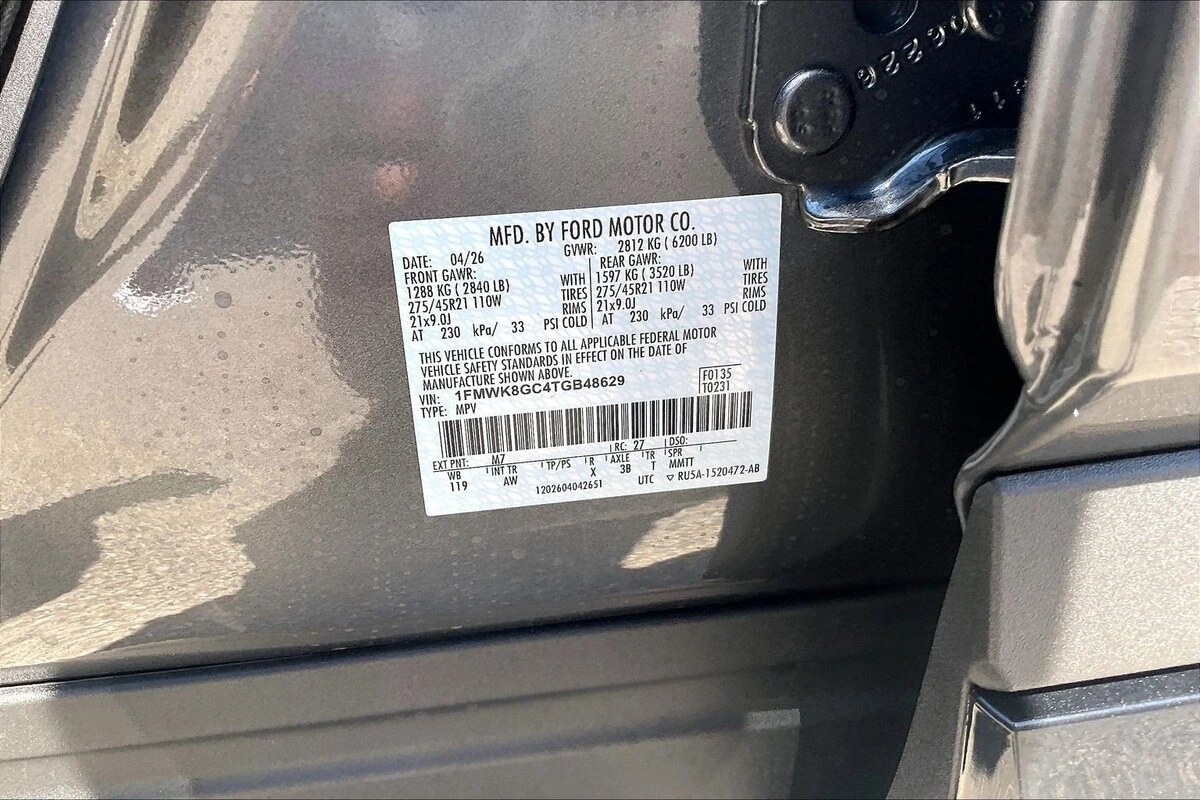 06226
311
MFD. BY FORD MOTOR CO.
DATE: 04/26 GVWR: 2812 KG ( 6200 LB)
FRONT GAWR: REAR GAWR:
1288 KG ( 2840 LB) WITH 1597 KG ( 3520 LB) WITH
275/45R21 110W TIRES 275/45R21 110W TIRES
21x9.0J RIMS 21x9.0J RIMS
AT 230 kPa/ 33 PSI COLD AT 230 kPa/ 33 PSI COLD
THIS VEHICLE CONFORMS TO ALL APPLICABLE FEDERAL MOTOR
VEHICLE SAFETY STANDARDS IN EFFECT ON THE DATE OF
MANUFACTURE SHOWN ABOVE.
VIN: 1FMWK8GC4TGB48629 F0135
TYPE: MPV T0231
RC: 27 DSO:
EXT PNT: M7
WB INT TR TP/PS R AXLE TR SPR
119 AW X 3B T MMTT
1202604042651 UTC ▽ RU5A-1520472-AB